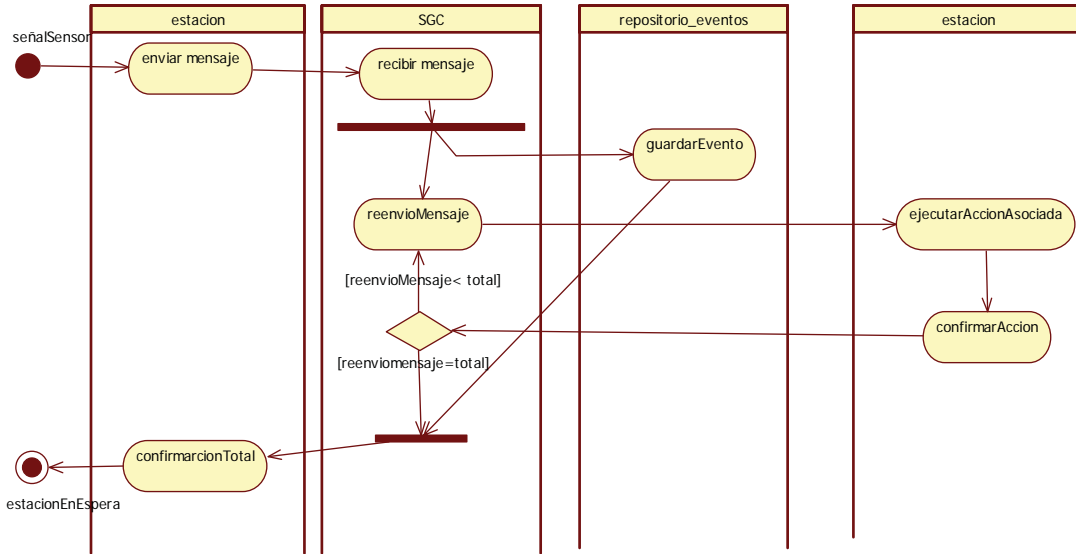 estacion
SGC
repositorio_eventos
estacion
señalSensor
enviar mensaje
recibir mensaje
guardarEvento
reenvioMensaje
ejecutarAccionAsociada
[reenvioMensaje< total]
confirmarAccion
[reenviomensaje=total]
confirmarcionTotal
estacionEnEspera